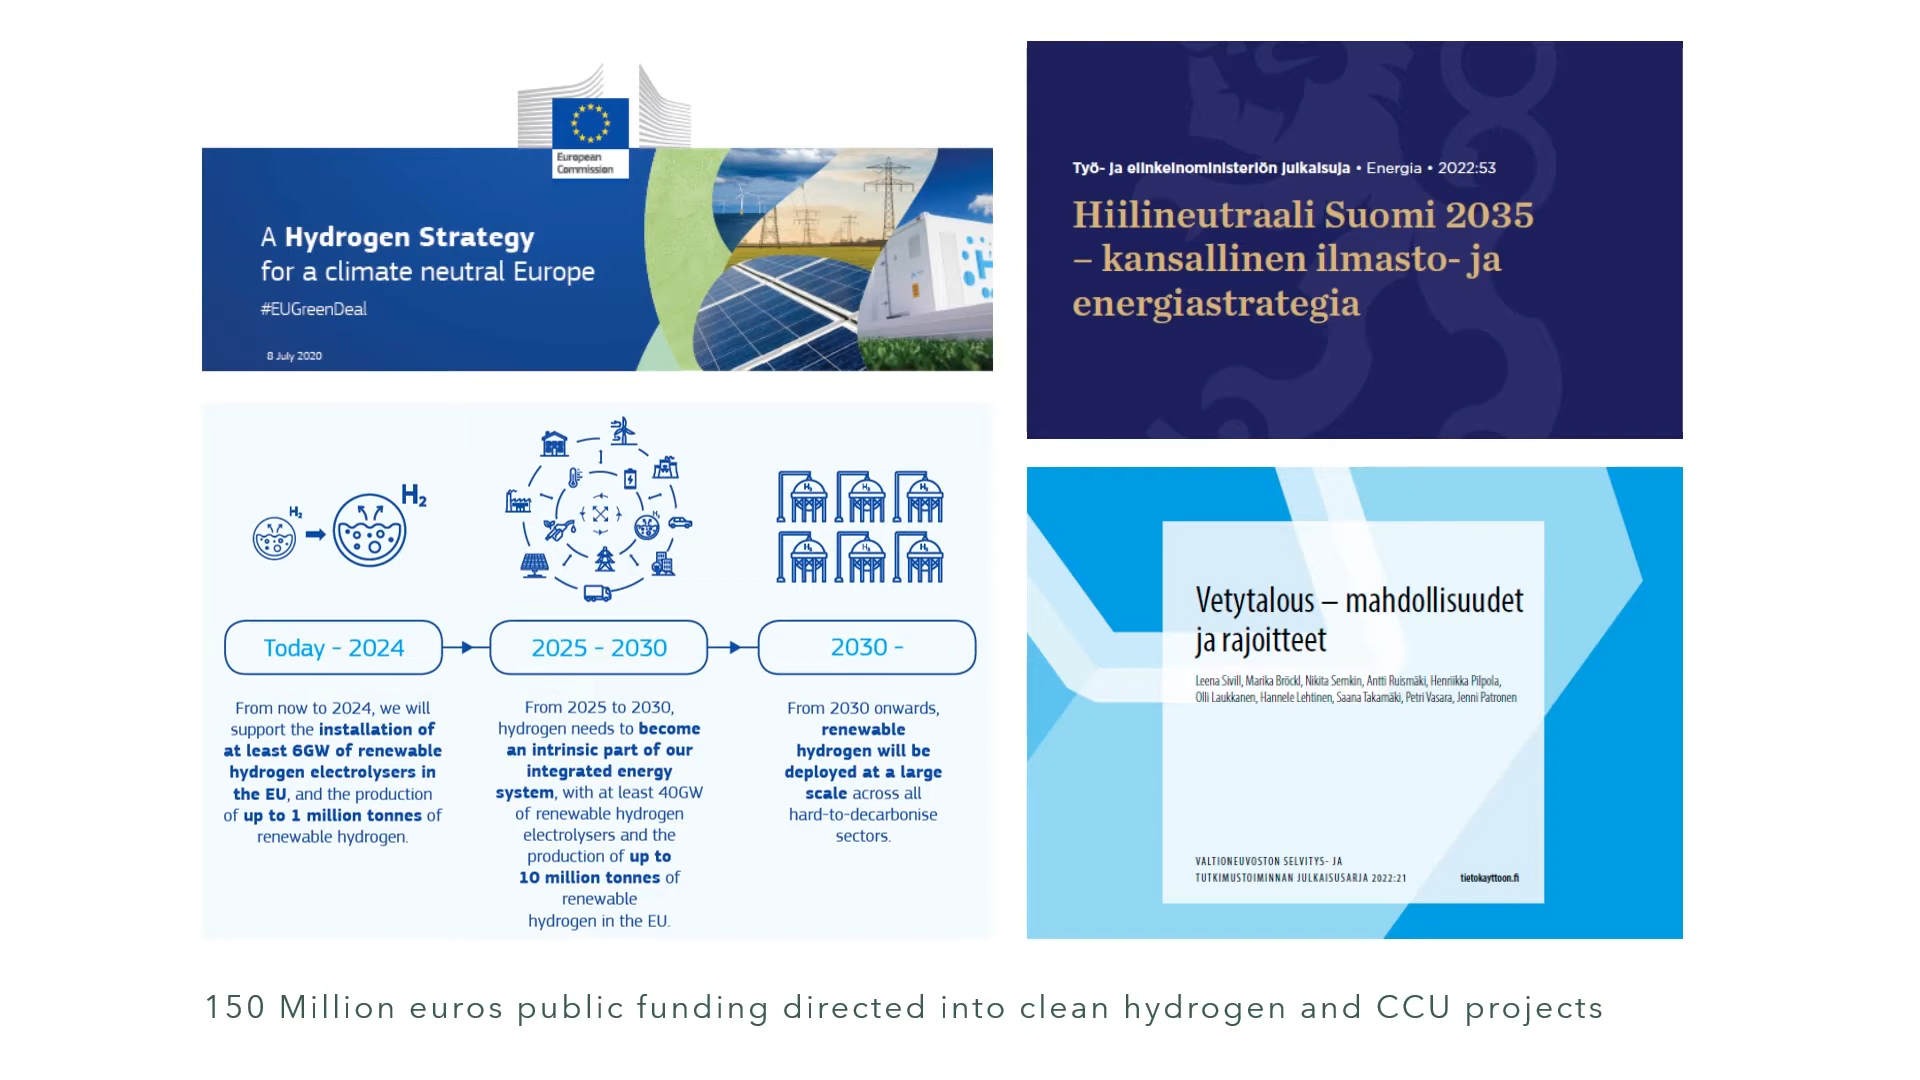 European
Commission
A Hydrogen Strategy
for a climate neutral Europe
#EUGreenDeal
8 July 2020
H₂
H₂
Today - 2024
From now to 2024, we will
support the installation of
at least 6GW of renewable
hydrogen electrolysers in
the EU, and the production
of up to 1 million tonnes of
renewable hydrogen.
H₂
2025 - 2030
From 2025 to 2030,
hydrogen needs to become
an intrinsic part of our
integrated energy
system, with at least 40GW
of renewable hydrogen
electrolysers and the
production of up to
10 million tonnes of
renewable
hydrogen in the EU.
H₂ H₂ H₂
H₂ H₂ H₂
2030 -
From 2030 onwards,
renewable
hydrogen will be
deployed at a large
scale across all
hard-to-decarbonise
sectors.
Työ- ja elinkeinoministeriön julkaisuja • Energia • 2022:53
Hiilineutraali Suomi 2035
– kansallinen ilmasto- ja
energiastrategia
Vetytalous – mahdollisuudet
ja rajoitteet
Leena Sivill, Marika Bröckl, Nikita Semkin, Antti Ruismäki, Henriikka Pilpola,
Olli Laukkanen, Hannele Lehtinen, Saana Takamäki, Petri Vasara, Jenni Patronen
VALTIONEUVOSTON SELVITYS- JA
TUTKIMUSTOIMINNAN JULKAISUSARJA 2022:21
tietokayttoon.fi
150 Million euros public funding directed into clean hydrogen and CCU projects